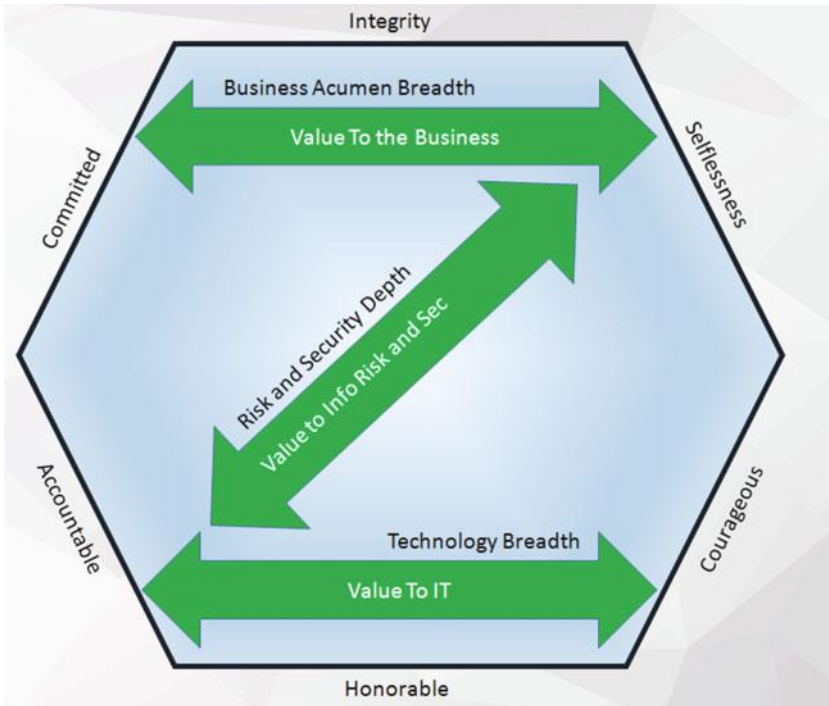 Integrity
Business Acumen Breadth
Value To the Business
Committed
Selflessness
Risk and Security Depth
Value to Info Risk and Sec
Accountable
Courageous
Technology Breadth
Value To IT
Honorable